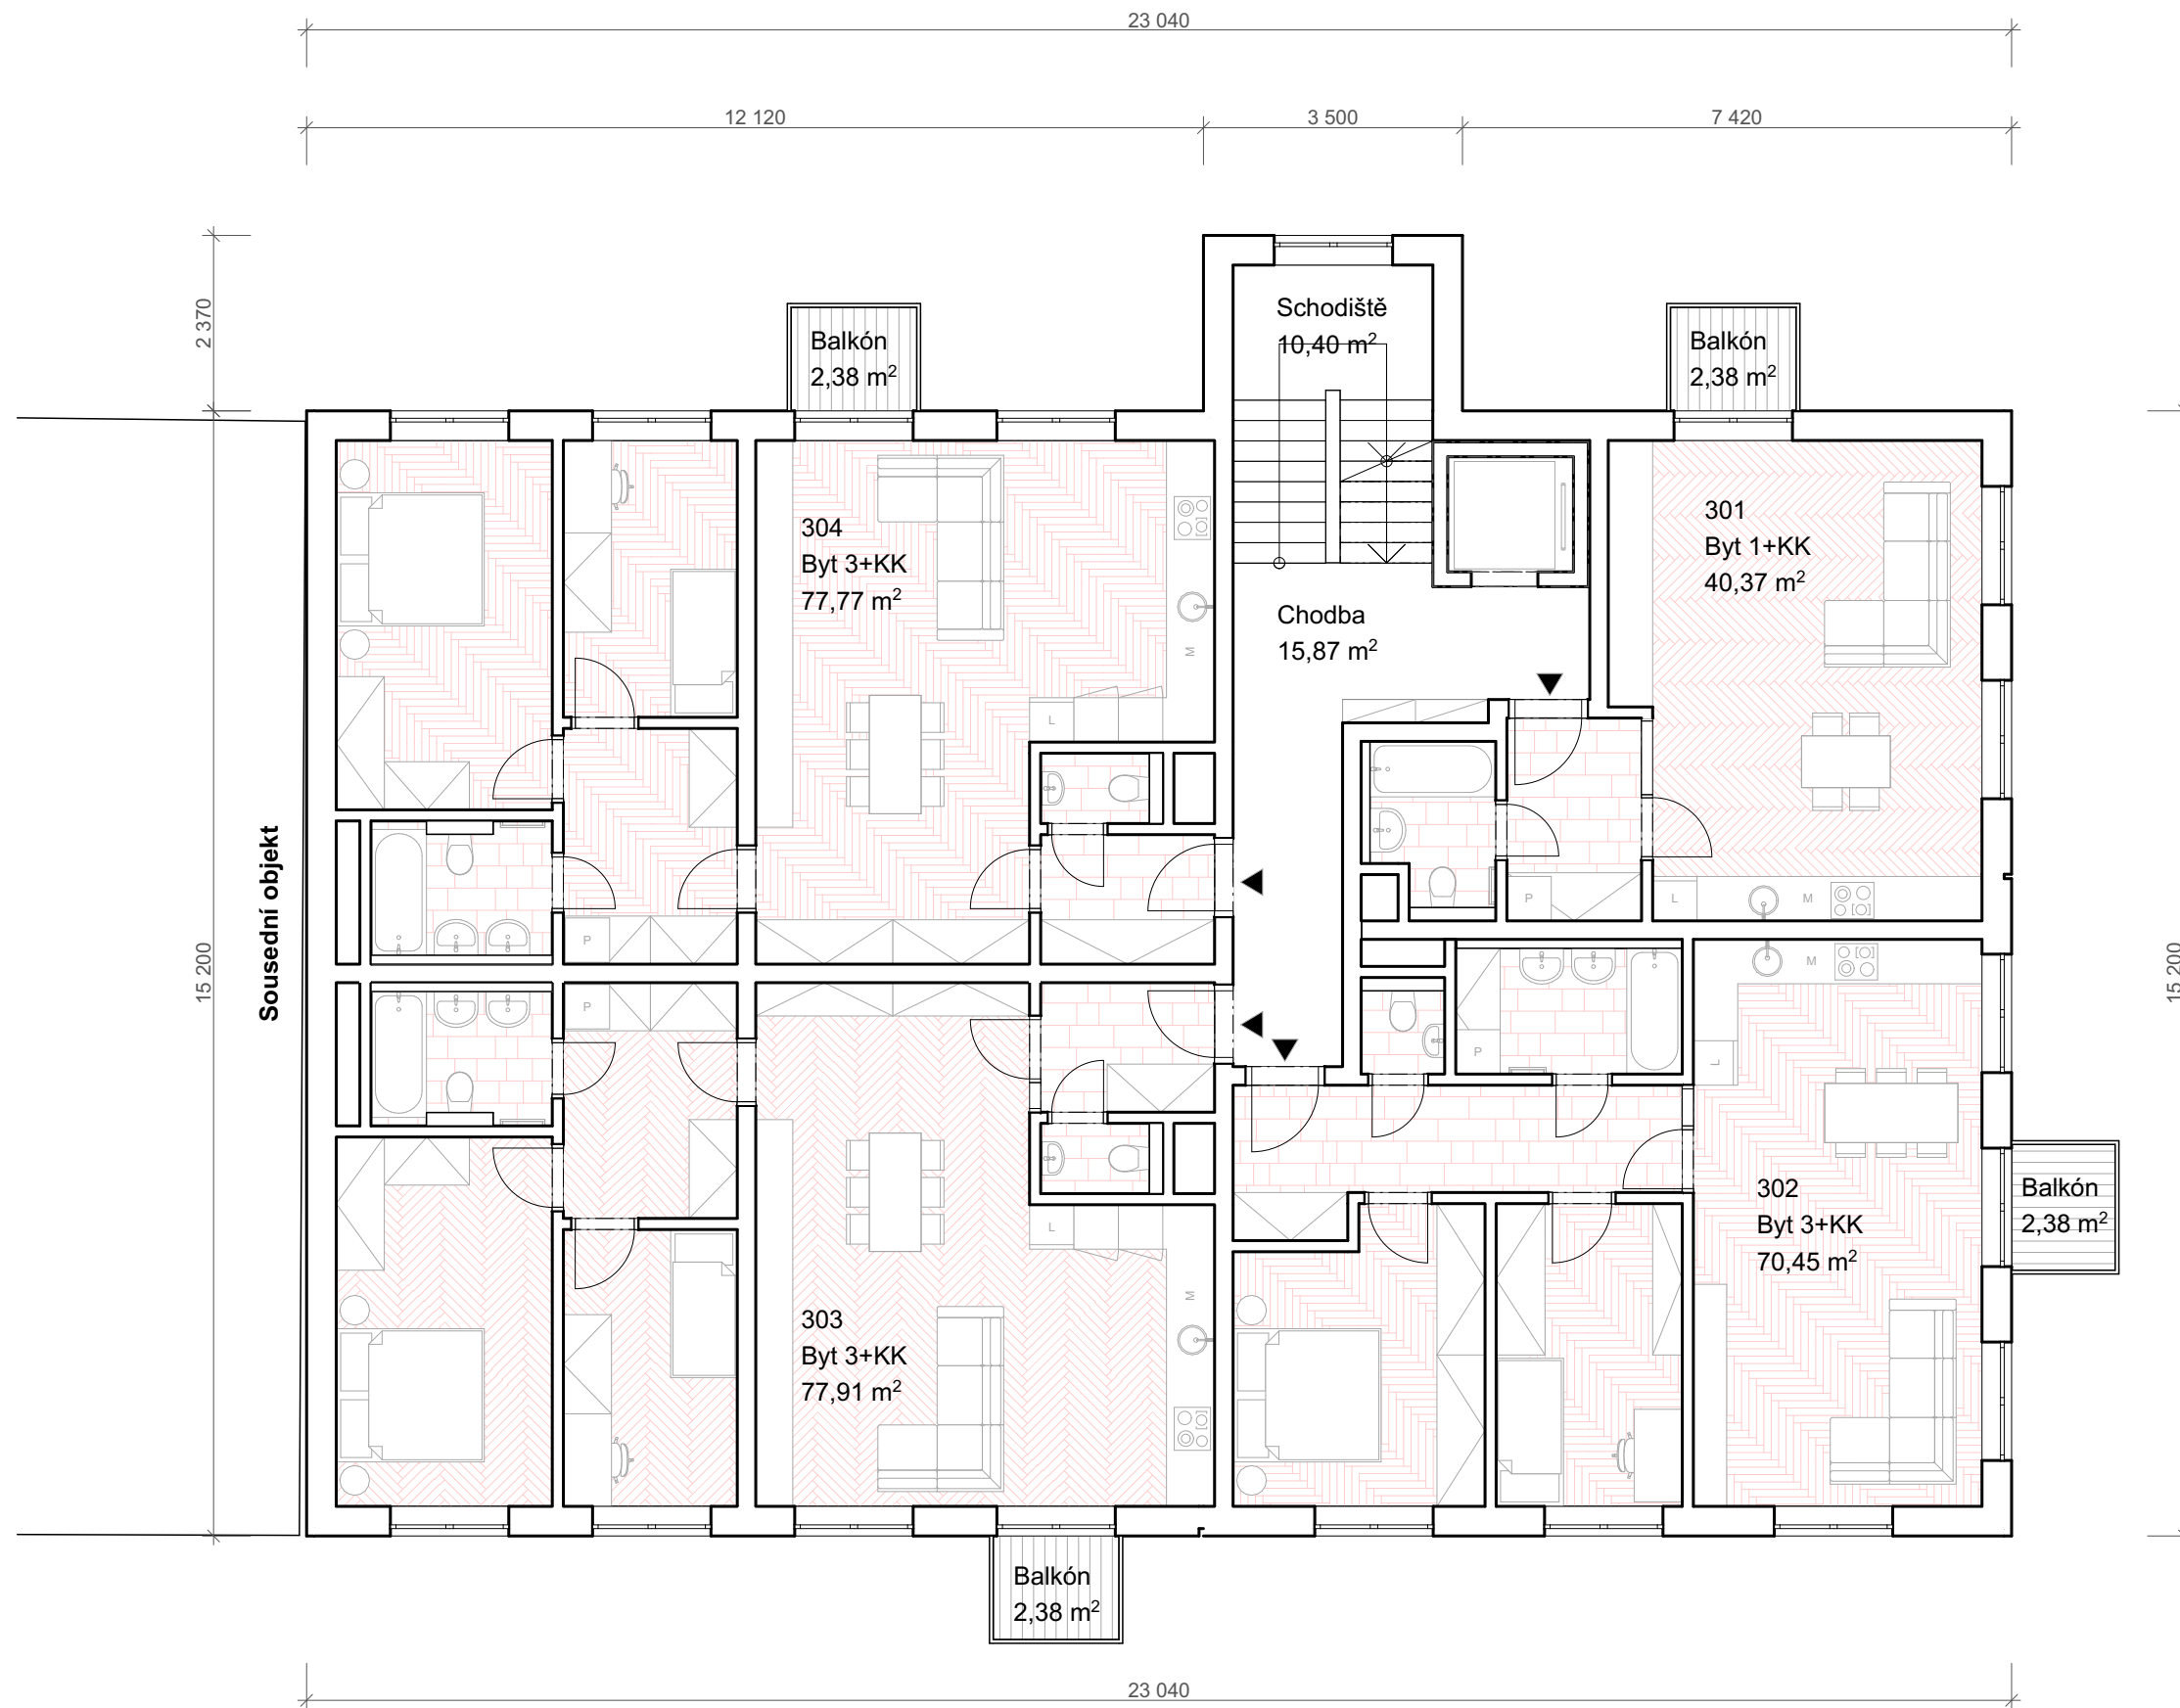 23 040
12 120
3 500
7 420
2 370
Schodiště
10,40 m²
Balkón
2,38 m²
Balkón
2,38 m²
304
Byt 3+KK
77,77 m²
301
Byt 1+KK
40,37 m²
Chodba
15,87 m²
M
L
Sousední objekt
15 200
15 200
P
P
L
M
P
M
P
L
L
302
Byt 3+KK
70,45 m²
Balkón
2,38 m²
M
303
Byt 3+KK
77,91 m²
Balkón
2,38 m²
23 040